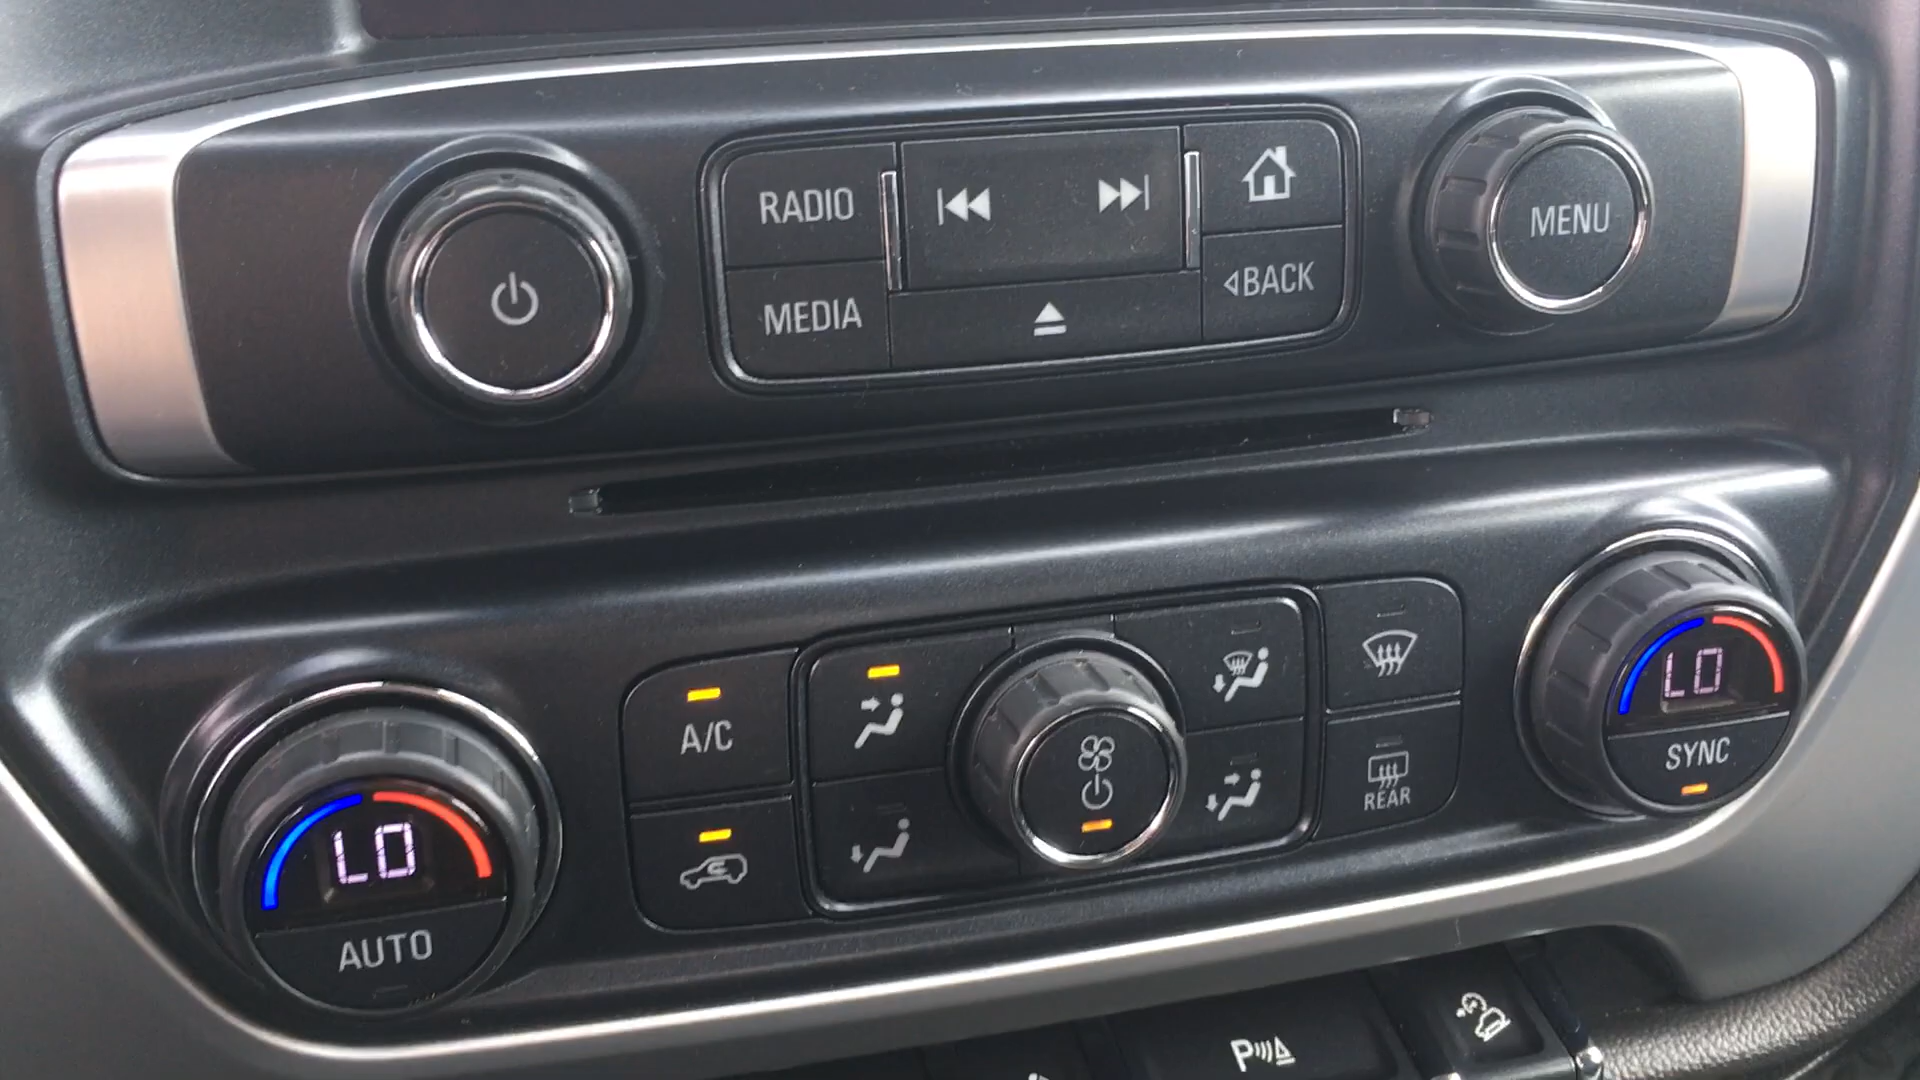 RADIO
MEDIA
◁BACK
MENU
LO
AUTO
A/C
REAR
LO
SYNC
P